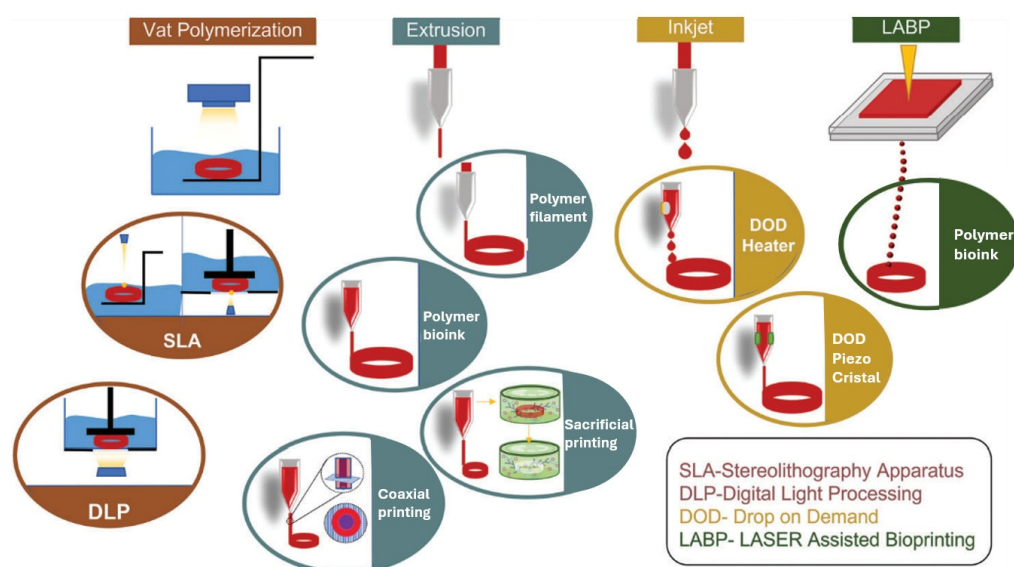 Vat Polymerization
Extrusion
Inkjet
LABP
Polymer
filament
DOD
Heater
Polymer
bioink
SLA
Polymer
bioink
DOD
Piezo
Cristal
Sacrificial
printing
DLP
Coaxial
printing
SLA-Stereolithography Apparatus
DLP-Digital Light Processing
DOD- Drop on Demand
LABP- LASER Assisted Bioprinting